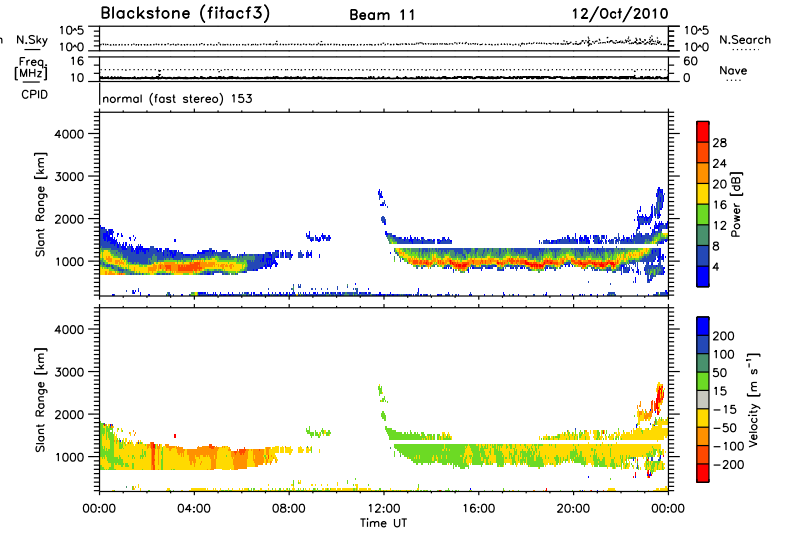 Blackstone (fitacf3) Beam 11 12/Oct/2010
N.Sky 10^5 10^5 N.Search
10^0 10^0
Freq. [MHz] 16 60 Nave
10 0
CPID normal (fast stereo) 153
Slant Range [km]
4000
3000
2000
1000
28
24
20
16
12
8
4
Power [dB]
Slant Range [km]
4000
3000
2000
1000
200
100
50
15
-15
-50
-100
-200
Velocity [m s⁻¹]
00:00 04:00 08:00 12:00 16:00 20:00 00:00
Time UT